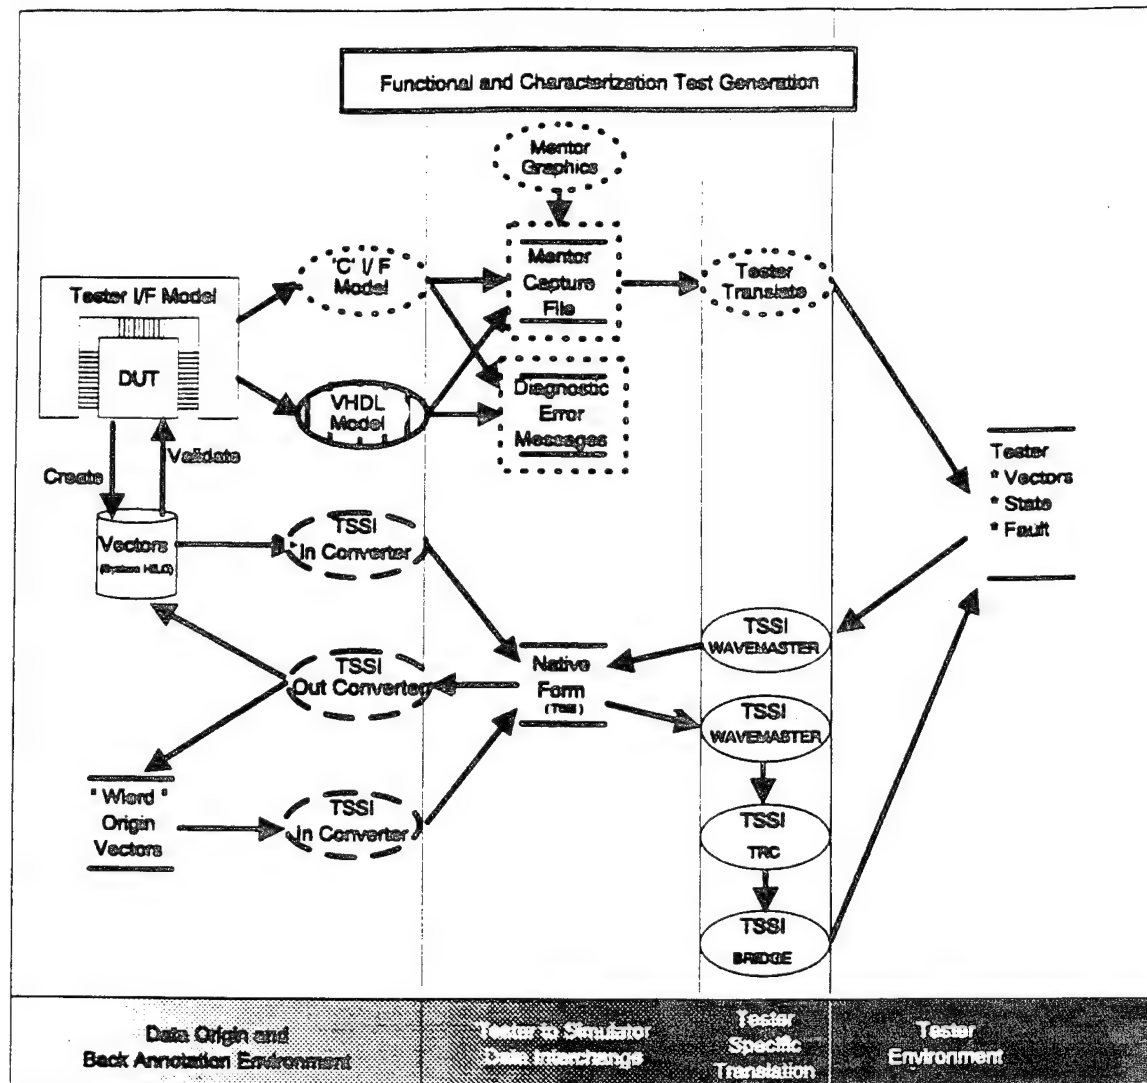 Functional and Characterization Test Generation
Mentor
Graphics
'C' I/F
Model
Mentor
Capture
File
Tester
Translate
Tester I/F Model
DUT
VHDL
Model
Diagnostic
Error
Messages
Create
Validate
Tester
* Vectors
* State
* Fault
Vectors
(System HILO)
TSSI
In Converter
TSSI
Out Converter
Native
Form
(TSSI)
TSSI
WAVEMASTER
TSSI
WAVEMASTER
" Wierd "
Origin
Vectors
TSSI
In Converter
TSSI
TRC
TSSI
BRIDGE
Data Origin and
Back Annotation Environment
Tester to Simulator
Data Interchange
Tester
Specific
Translation
Tester
Environment